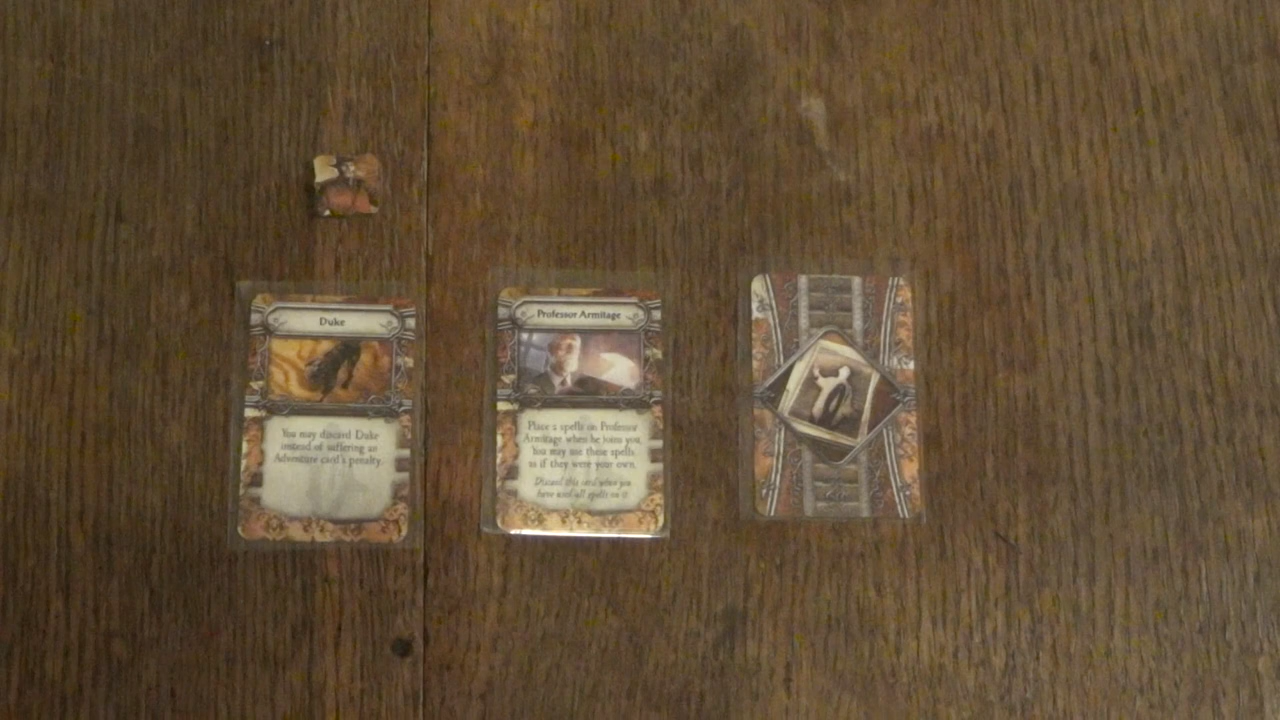 Duke
You may discard Duke
instead of suffering an
Adventure card's penalty.
Professor Armitage
Place 2 spells on Professor
Armitage when he joins you.
You may use these spells
as if they were your own.
Discard this card when you
have used all spells on it